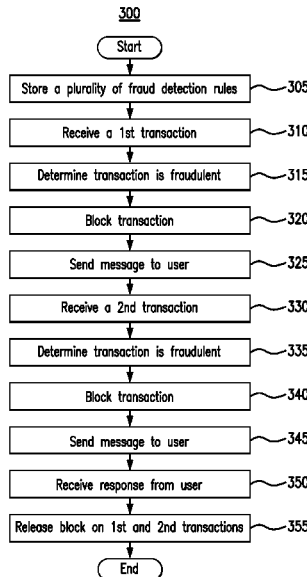 300
Start
Store a plurality of fraud detection rules 305
Receive a 1st transaction 310
Determine transaction is fraudulent 315
Block transaction 320
Send message to user 325
Receive a 2nd transaction 330
Determine transaction is fraudulent 335
Block transaction 340
Send message to user 345
Receive response from user 350
Release block on 1st and 2nd transactions 355
End